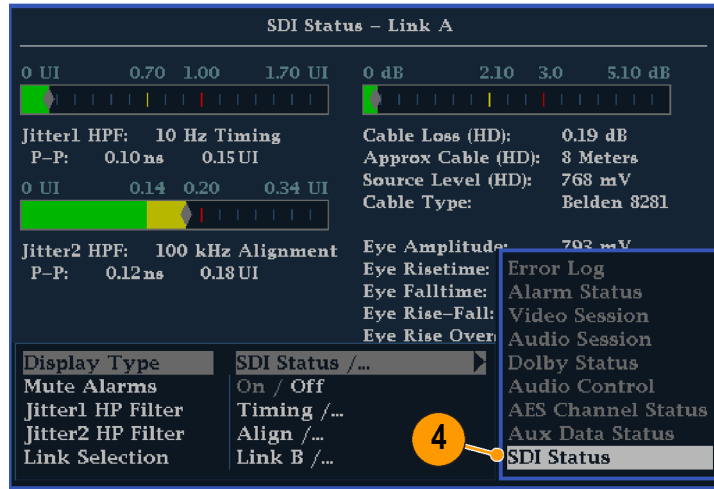 SDI Status – Link A
0 UI 0.70 1.00 1.70 UI
Jitter1 HPF: 10 Hz Timing
P–P: 0.10 ns 0.15 UI
0 UI 0.14 0.20 0.34 UI
Jitter2 HPF: 100 kHz Alignment
P–P: 0.12 ns 0.18 UI
0 dB 2.10 3.0 5.10 dB
Cable Loss (HD): 0.19 dB
Approx Cable (HD): 8 Meters
Source Level (HD): 768 mV
Cable Type: Belden 8281
Eye Amplitude: 793 mV
Eye Risetime:
Eye Falltime:
Eye Rise–Fall:
Eye Rise Over
Display Type SDI Status /...
Mute Alarms On / Off
Jitter1 HP Filter Timing /...
Jitter2 HP Filter Align /...
Link Selection Link B /...
Error Log
Alarm Status
Video Session
Audio Session
Dolby Status
Audio Control
AES Channel Status
Aux Data Status
SDI Status
4